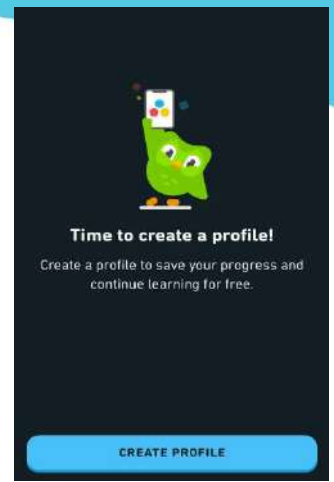 Time to create a profile!
Create a profile to save your progress and
continue learning for free.
CREATE PROFILE